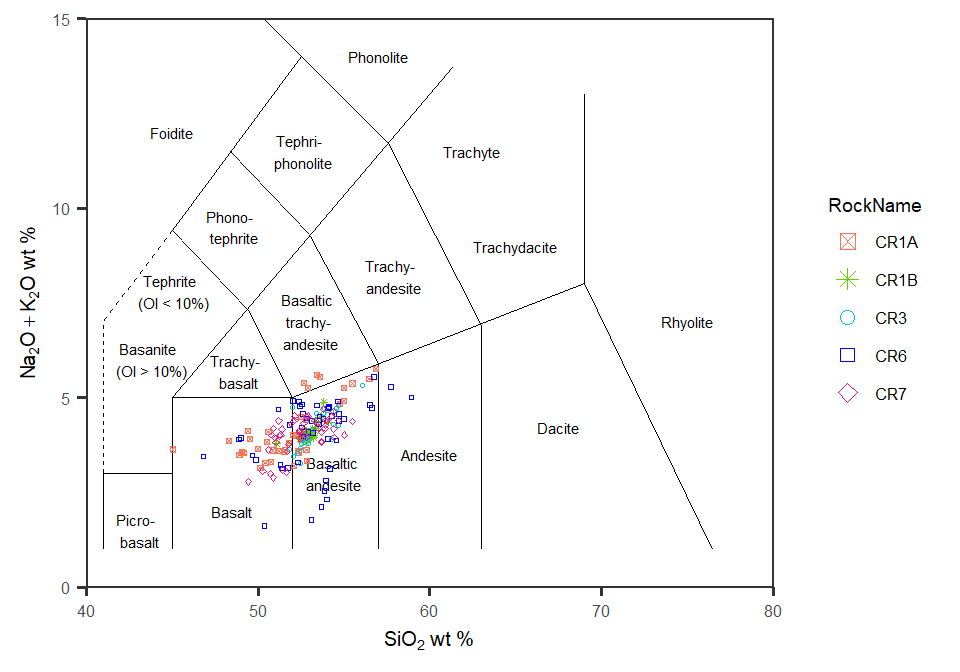 15
10
5
0
40
50
60
70
80
Na₂O + K₂O wt %
SiO₂ wt %
Phonolite
Foidite
Tephri-
phonolite
Trachyte
Phono-
tephrite
Trachydacite
Trachy-
andesite
Tephrite
(Ol < 10%)
Basaltic
trachy-
andesite
Rhyolite
Basanite
(Ol > 10%)
Trachy-
basalt
Dacite
Andesite
Basaltic
andesite
Basalt
Picro-
basalt
RockName
CR1A
CR1B
CR3
CR6
CR7